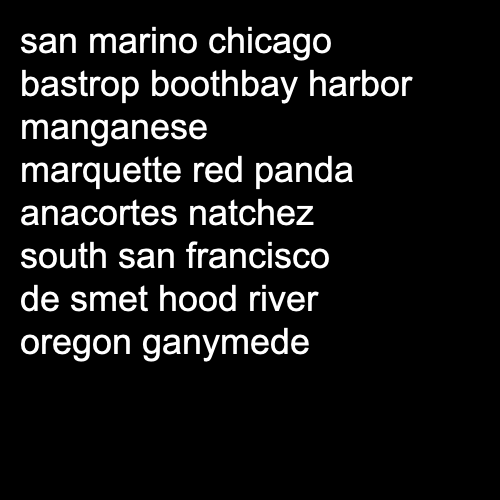 san marino chicago
bastrop boothbay harbor
manganese
marquette red panda
anacortes natchez
south san francisco
de smet hood river
oregon ganymede